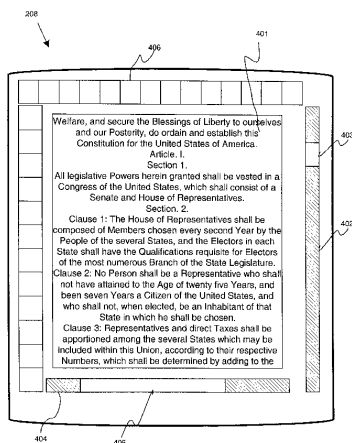 208
406
401
Welfare, and secure the Blessings of Liberty to ourselves
and our Posterity, do ordain and establish this
Constitution for the United States of America.
Article. I.
Section 1.
All legislative Powers herein granted shall be vested in a
Congress of the United States, which shall consist of a
Senate and House of Representatives.
Section. 2.
Clause 1: The House of Representatives shall be
composed of Members chosen every second Year by the
People of the several States, and the Electors in each
State shall have the Qualifications requisite for Electors
of the most numerous Branch of the State Legislature.
Clause 2: No Person shall be a Representative who shall
not have attained to the Age of twenty five Years, and
been seven Years a Citizen of the United States, and
who shall not, when elected, be an Inhabitant of that
State in which he shall be chosen.
Clause 3: Representatives and direct Taxes shall be
apportioned among the several States which may be
included within this Union, according to their respective
Numbers, which shall be determined by adding to the
403
402
404
405